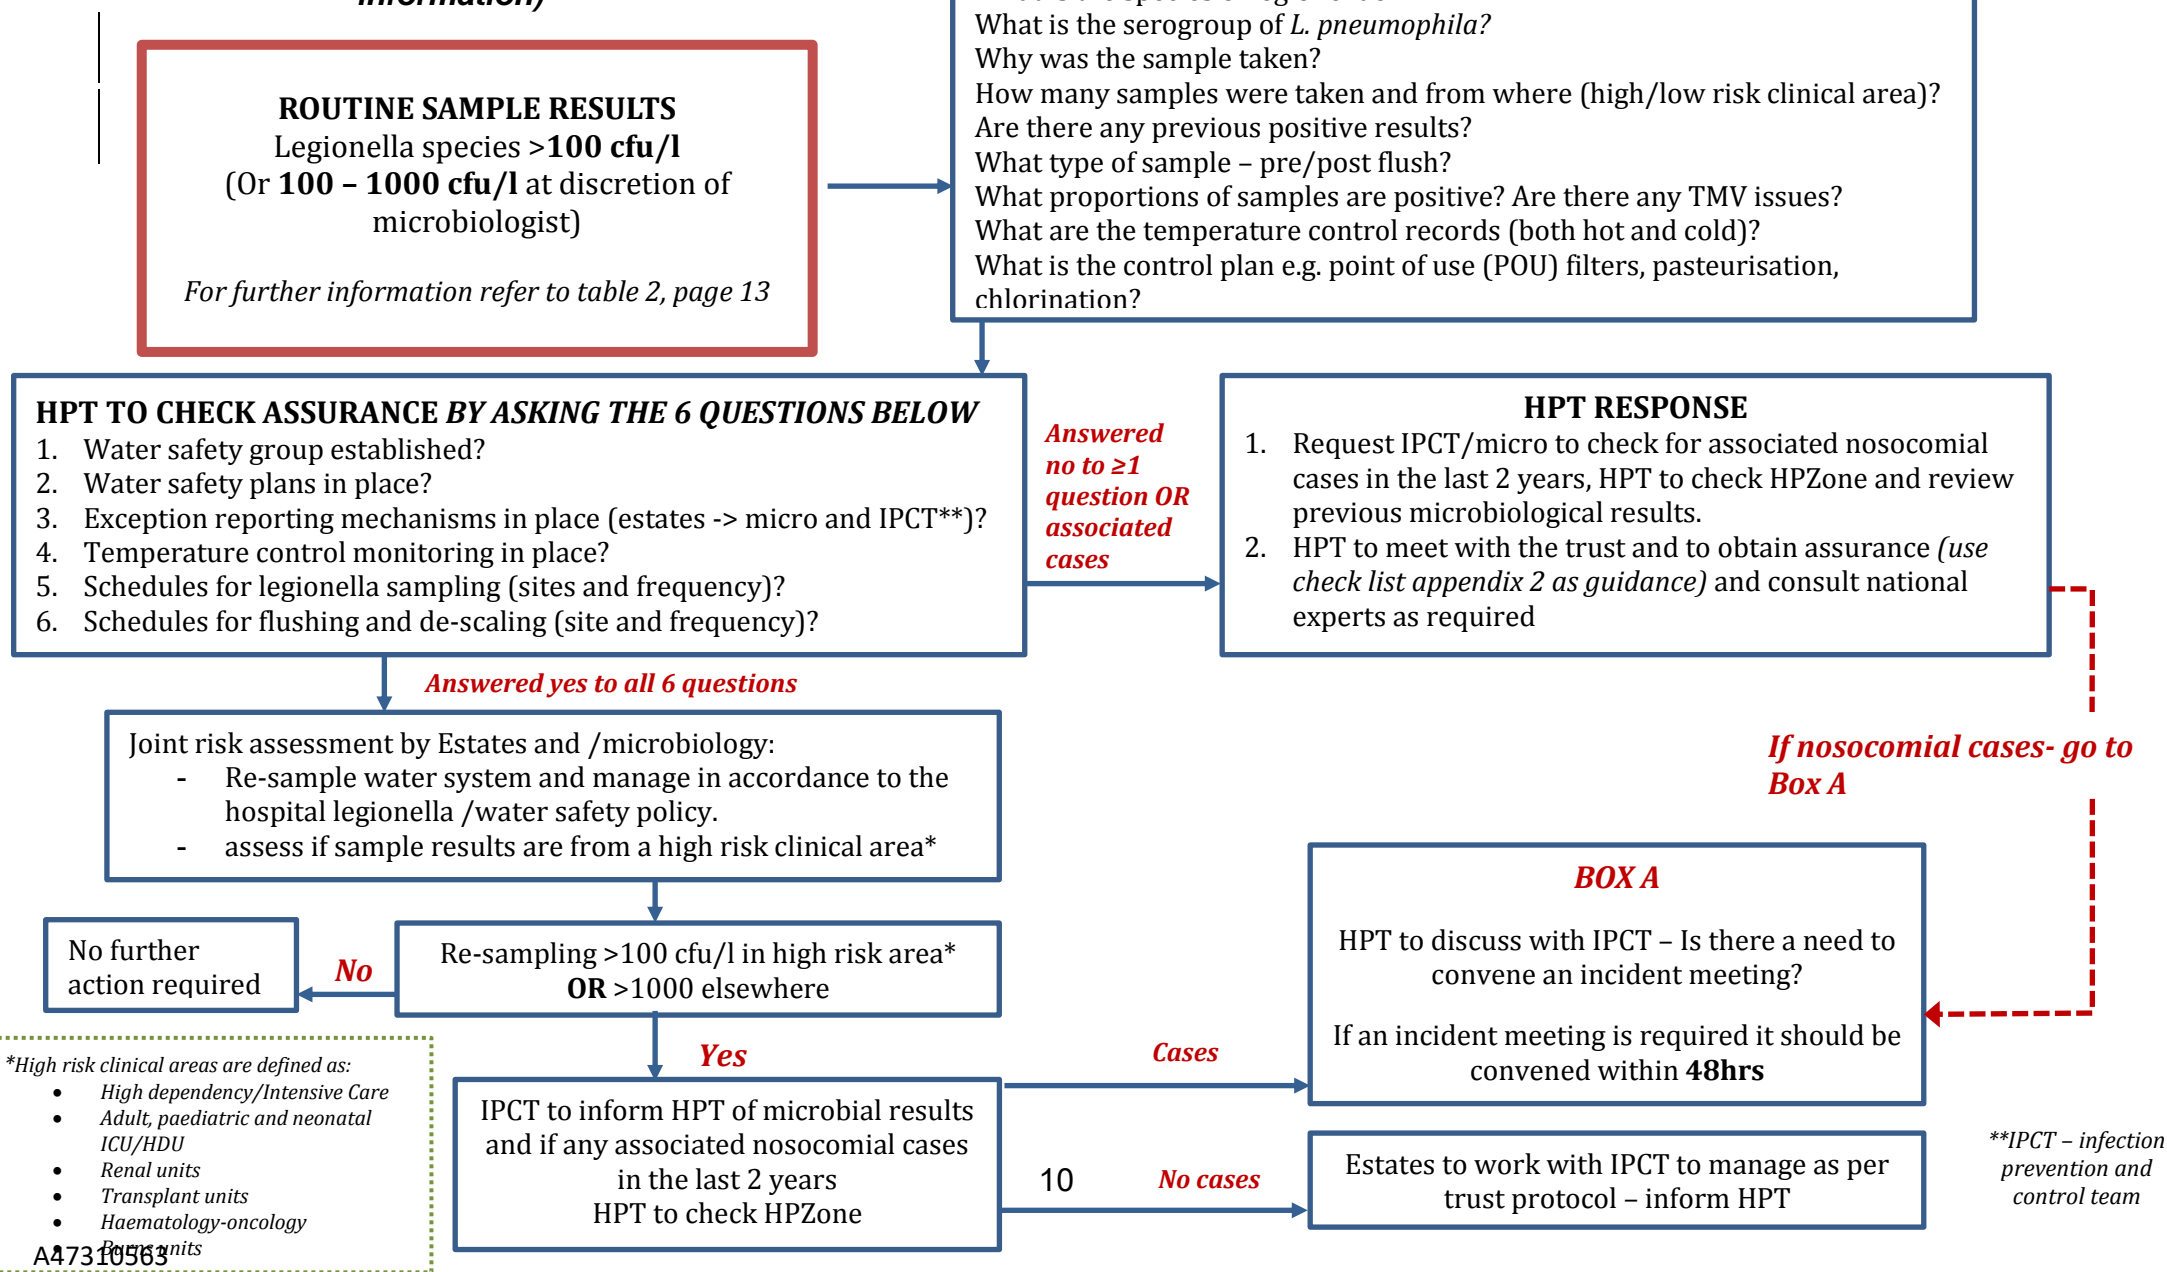 information)
What is the serogroup of L. pneumophila?
Why was the sample taken?
How many samples were taken and from where (high/low risk clinical area)?
Are there any previous positive results?
What type of sample – pre/post flush?
What proportions of samples are positive? Are there any TMV issues?
What are the temperature control records (both hot and cold)?
What is the control plan e.g. point of use (POU) filters, pasteurisation,
chlorination?
ROUTINE SAMPLE RESULTS
Legionella species >100 cfu/l
(Or 100 – 1000 cfu/l at discretion of
microbiologist)
For further information refer to table 2, page 13
HPT TO CHECK ASSURANCE BY ASKING THE 6 QUESTIONS BELOW
1. Water safety group established?
2. Water safety plans in place?
3. Exception reporting mechanisms in place (estates -> micro and IPCT**)?
4. Temperature control monitoring in place?
5. Schedules for legionella sampling (sites and frequency)?
6. Schedules for flushing and de-scaling (site and frequency)?
Answered
no to ≥1
question OR
associated
cases
HPT RESPONSE
1. Request IPCT/micro to check for associated nosocomial
cases in the last 2 years, HPT to check HPZone and review
previous microbiological results.
2. HPT to meet with the trust and to obtain assurance (use
check list appendix 2 as guidance) and consult national
experts as required
Answered yes to all 6 questions
Joint risk assessment by Estates and /microbiology:
- Re-sample water system and manage in accordance to the
hospital legionella /water safety policy.
- assess if sample results are from a high risk clinical area*
If nosocomial cases- go to
Box A
No further
action required
No
Re-sampling >100 cfu/l in high risk area*
OR >1000 elsewhere
Yes
BOX A
HPT to discuss with IPCT – Is there a need to
convene an incident meeting?
If an incident meeting is required it should be
convened within 48hrs
Cases
*High risk clinical areas are defined as:
• High dependency/Intensive Care
• Adult, paediatric and neonatal
ICU/HDU
• Renal units
• Transplant units
• Haematology-oncology
• Burns units
IPCT to inform HPT of microbial results
and if any associated nosocomial cases
in the last 2 years
HPT to check HPZone
10
No cases
Estates to work with IPCT to manage as per
trust protocol – inform HPT
**IPCT – infection
prevention and
control team
A47310563